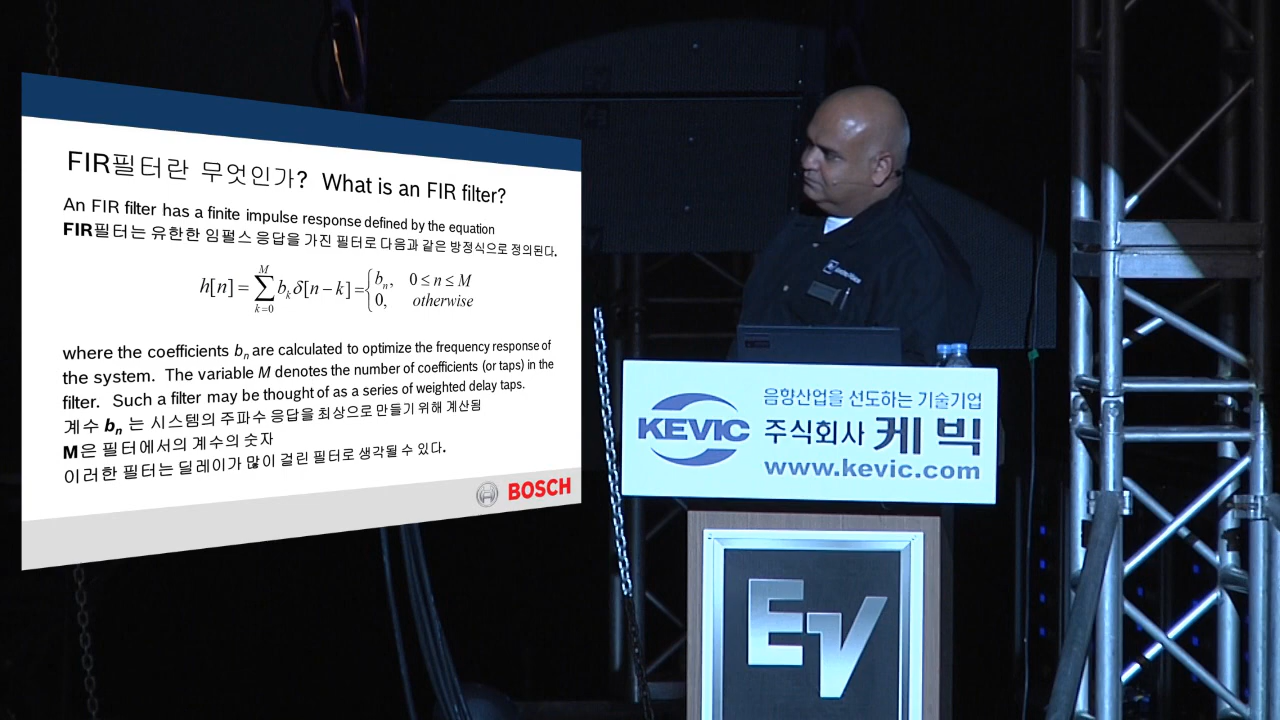 FIR필터란 무엇인가? What is an FIR filter?
An FIR filter has a finite impulse response defined by the equation
FIR필터는 유한한 임펄스 응답을 가진 필터로 다음과 같은 방정식으로 정의된다.
h[n] = \sum_{k=0}^{M} b_k δ[n−k] = { b_n, 0 ≤ n ≤ M
0, otherwise
where the coefficients b_n are calculated to optimize the frequency response of
the system. The variable M denotes the number of coefficients (or taps) in the
filter. Such a filter may be thought of as a series of weighted delay taps.
계수 b_n 는 시스템의 주파수 응답을 최상으로 만들기 위해 계산됨
M은 필터에서의 계수의 숫자
이러한 필터는 딜레이가 많이 걸린 필터로 생각될 수 있다.
BOSCH
음향산업을 선도하는 기술기업
KEVIC 주식회사 케빅
www.kevic.com
EV